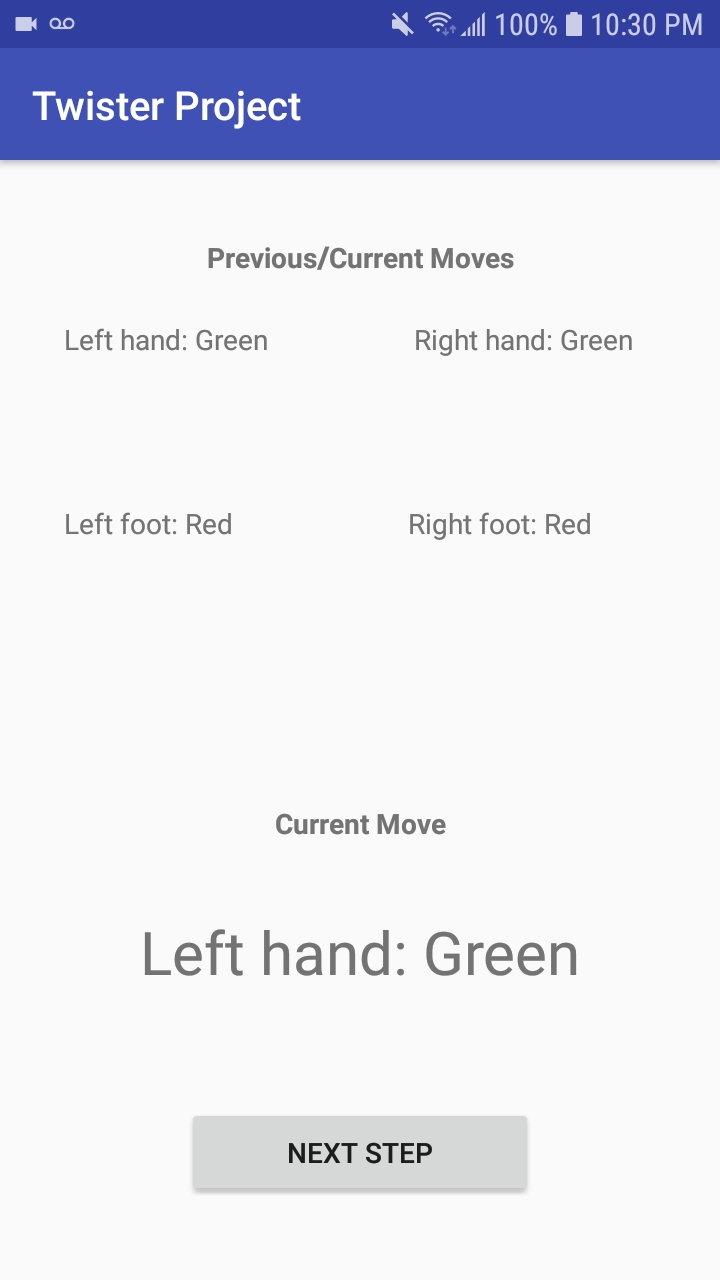 100% 10:30 PM
Twister Project
Previous/Current Moves
Left hand: Green Right hand: Green
Left foot: Red Right foot: Red
Current Move
Left hand: Green
NEXT STEP